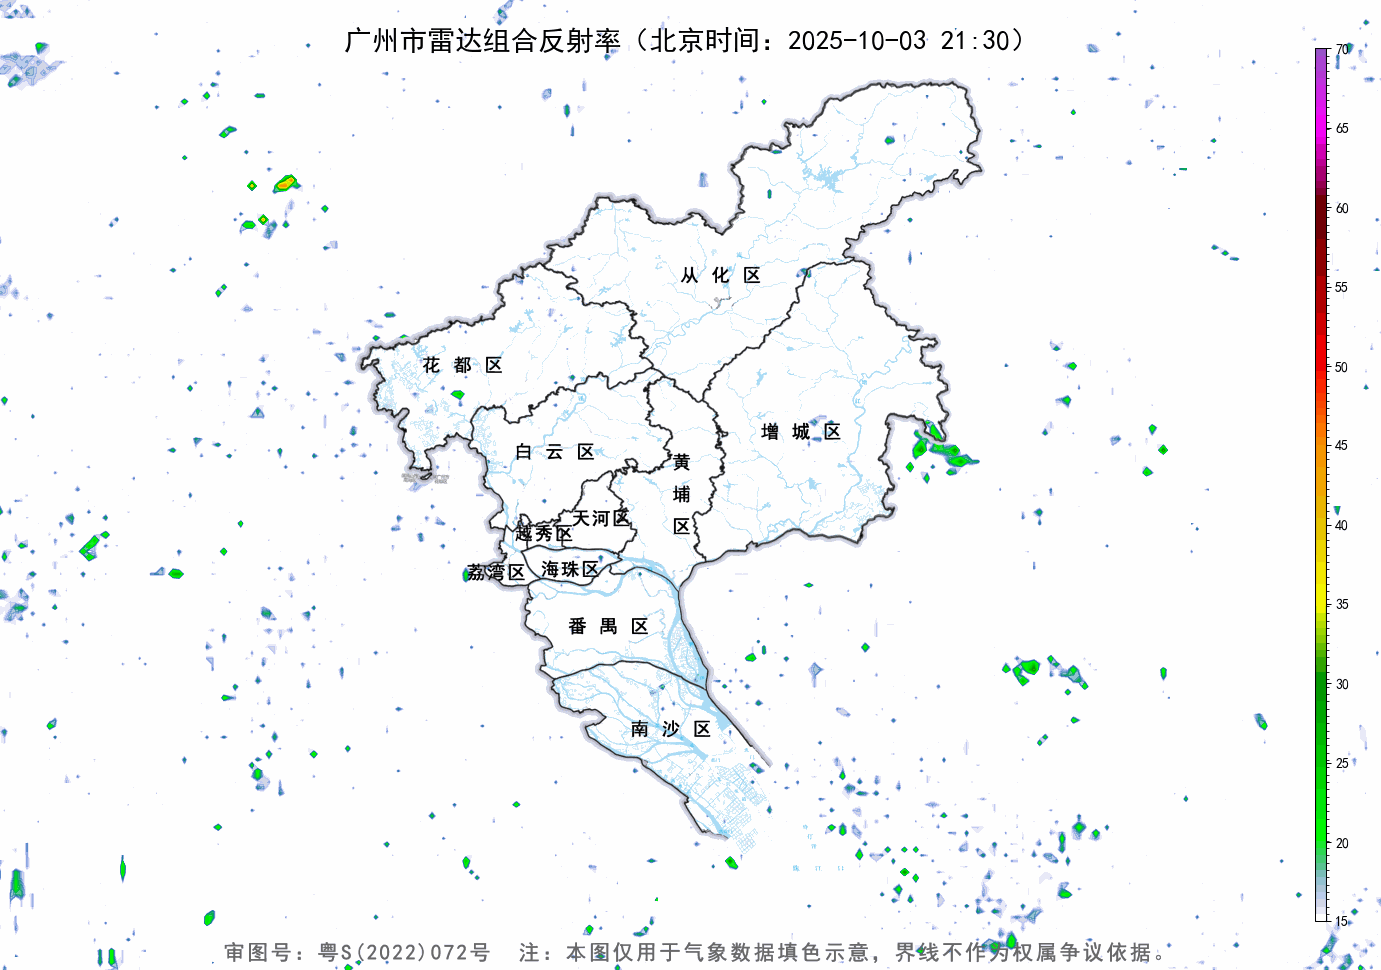 广州市雷达组合反射率（北京时间：2025-10-03 21:30）
70
65
60
55
50
45
40
35
30
25
20
15
从化区
花都区
增城区
白云区
黄埔区
天河区
越秀区
荔湾区
海珠区
番禺区
南沙区
审图号：粤S(2022)072号 注：本图仅用于气象数据填色示意，界线不作为权属争议依据。